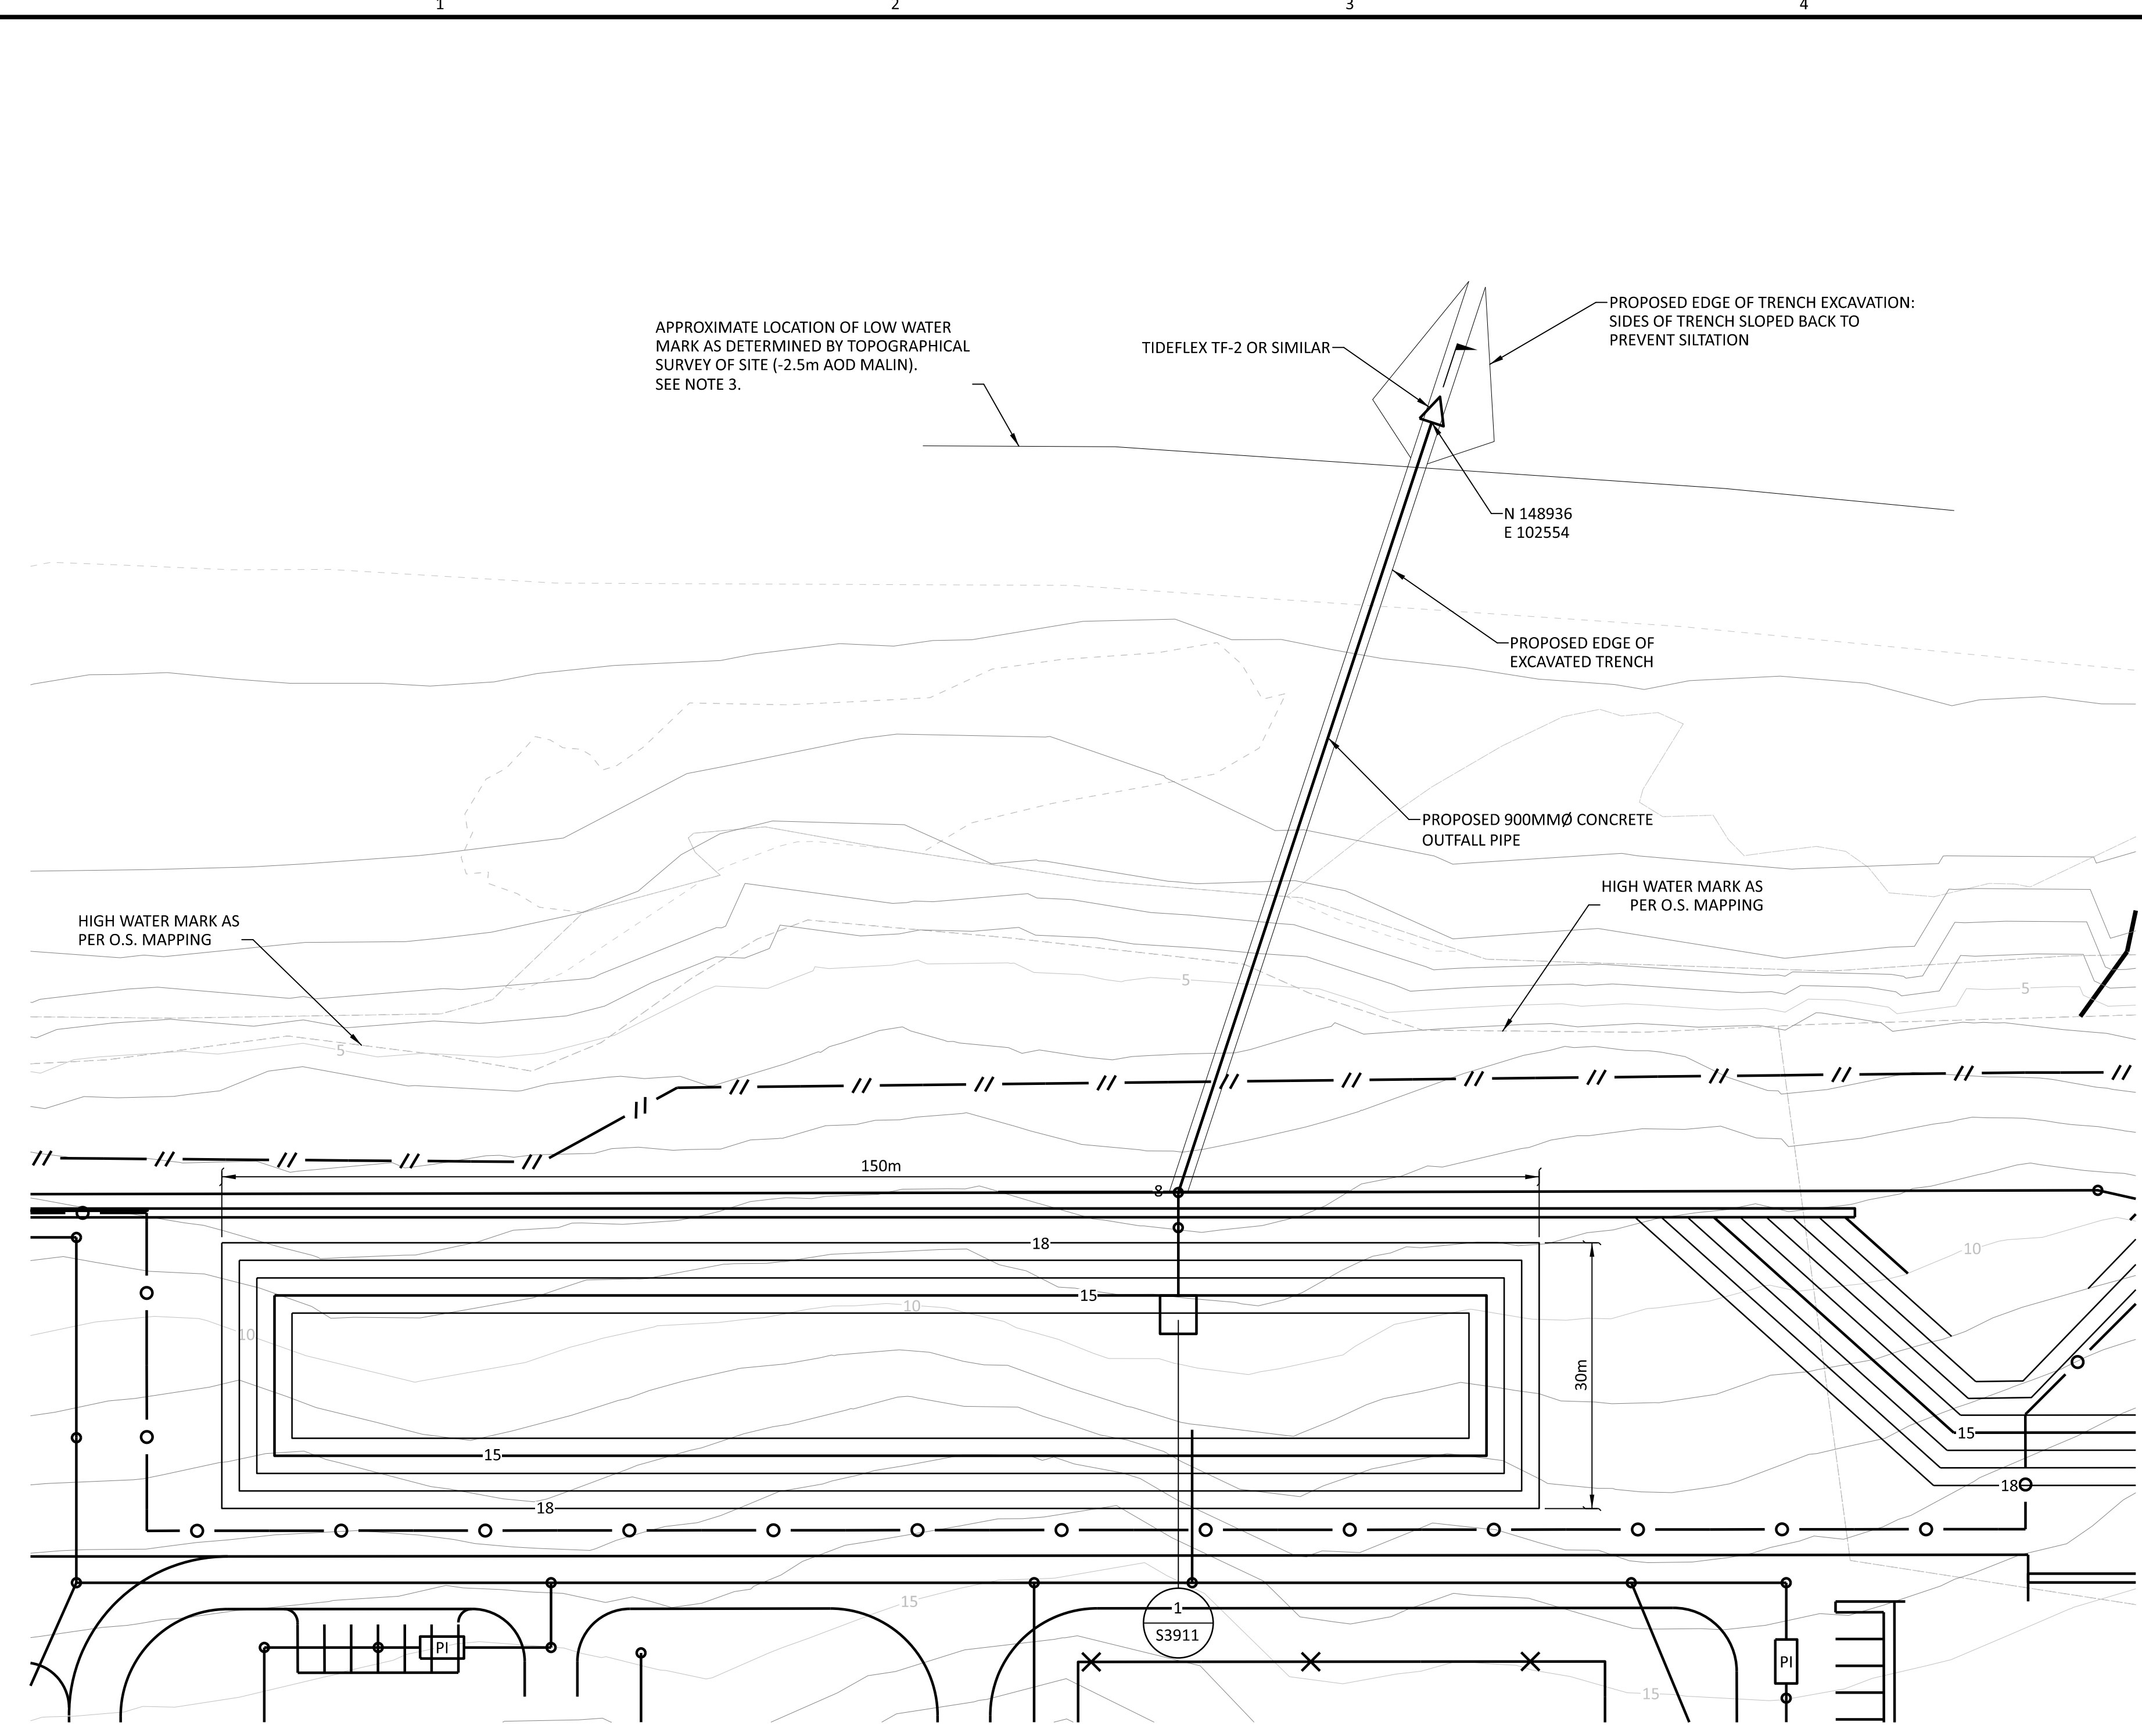 1
2
3
4
APPROXIMATE LOCATION OF LOW WATER
MARK AS DETERMINED BY TOPOGRAPHICAL
SURVEY OF SITE (-2.5m AOD MALIN).
SEE NOTE 3.
TIDEFLEX TF-2 OR SIMILAR
PROPOSED EDGE OF TRENCH EXCAVATION:
SIDES OF TRENCH SLOPED BACK TO
PREVENT SILTATION
N 148936
E 102554
PROPOSED EDGE OF
EXCAVATED TRENCH
PROPOSED 900MMØ CONCRETE
OUTFALL PIPE
HIGH WATER MARK AS
PER O.S. MAPPING
HIGH WATER MARK AS
PER O.S. MAPPING
5
5
5
150m
8
18
10
15
10
10
30m
15
15
18
18
15
1
S3911
PI
PI
15